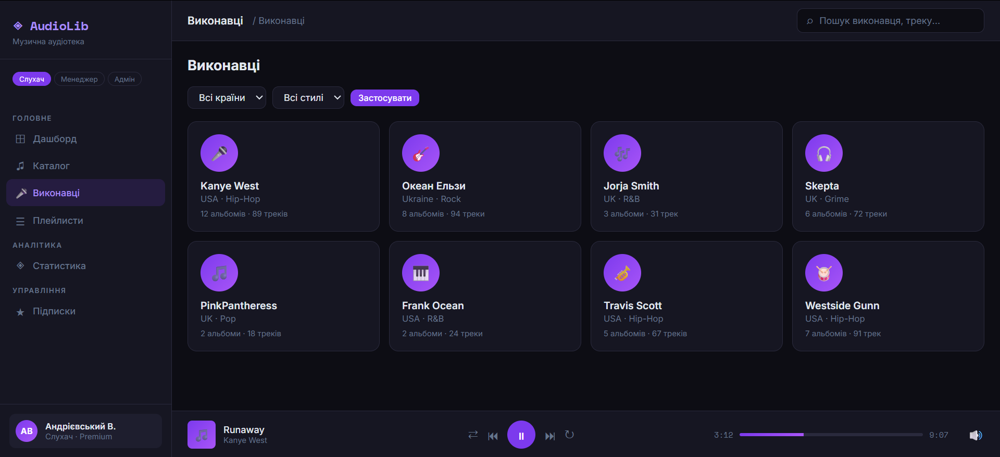 AudioLib
Музична аудіотека
Слухач Менеджер Адмін
ГОЛОВНЕ
Дашборд
Каталог
Виконавці
Плейлисти
АНАЛІТИКА
Статистика
УПРАВЛІННЯ
Підписки
АВ
Андрієвський В.
Слухач · Premium
Виконавці / Виконавці
Пошук виконавця, треку...
Виконавці
Всі країни Всі стилі Застосувати
Kanye West
USA · Hip-Hop
12 альбомів · 89 треків
Океан Ельзи
Ukraine · Rock
8 альбомів · 94 треки
Jorja Smith
UK · R&B
3 альбоми · 31 трек
Skepta
UK · Grime
6 альбомів · 72 треки
PinkPantheress
UK · Pop
2 альбоми · 18 треків
Frank Ocean
USA · R&B
2 альбоми · 24 треки
Travis Scott
USA · Hip-Hop
5 альбомів · 67 треків
Westside Gunn
USA · Hip-Hop
7 альбомів · 91 трек
Runaway
Kanye West
3:12 9:07